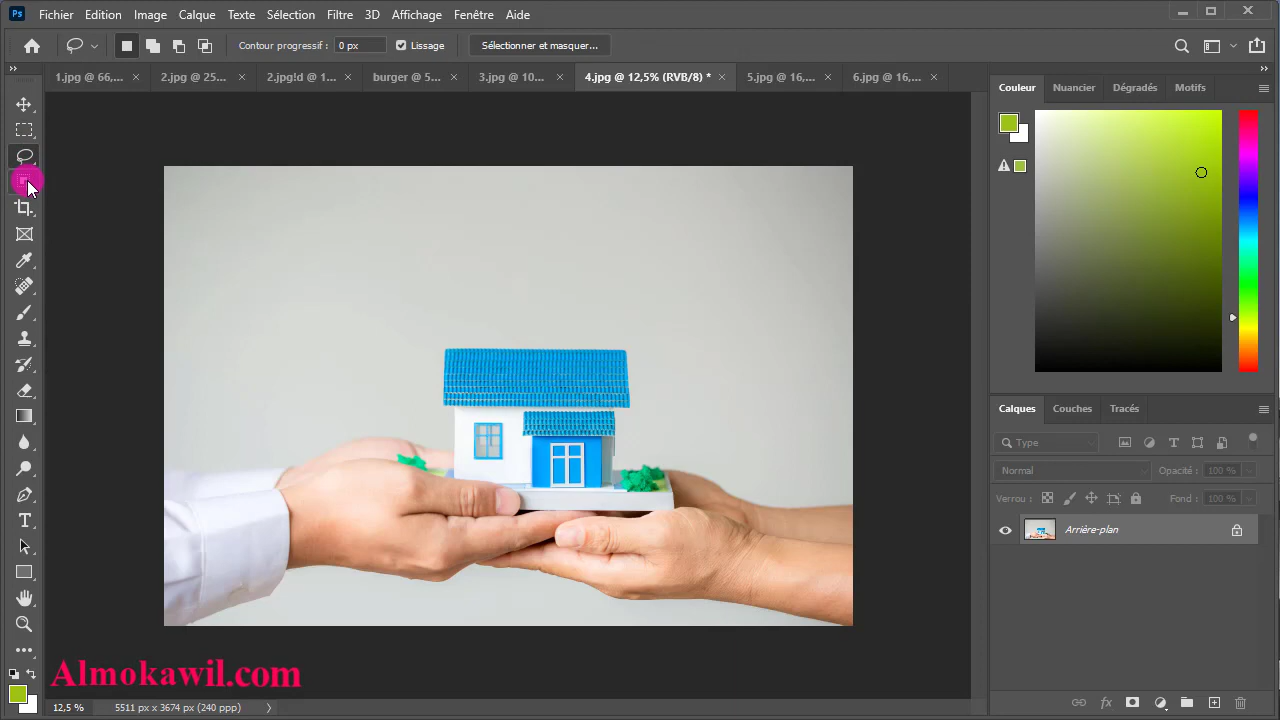 Ps Fichier Edition Image Calque Texte Sélection Filtre 3D Affichage Fenêtre Aide
Contour progressif : 0 px Lissage Sélectionner et masquer...
1.jpg @ 66,... 2.jpg @ 25... 2.jpg!d @ 1... burger @ 5... 3.jpg @ 10... 4.jpg @ 12,5% (RVB/8) * 5.jpg @ 16,... 6.jpg @ 16,...
Couleur Nuancier Dégradés Motifs
Calques Couches Tracés
Type
Normal Opacité : 100 %
Verrou : Fond : 100 %
Arrière-plan
Almokawil.com
12,5 % 5511 px x 3674 px (240 ppp)
fx